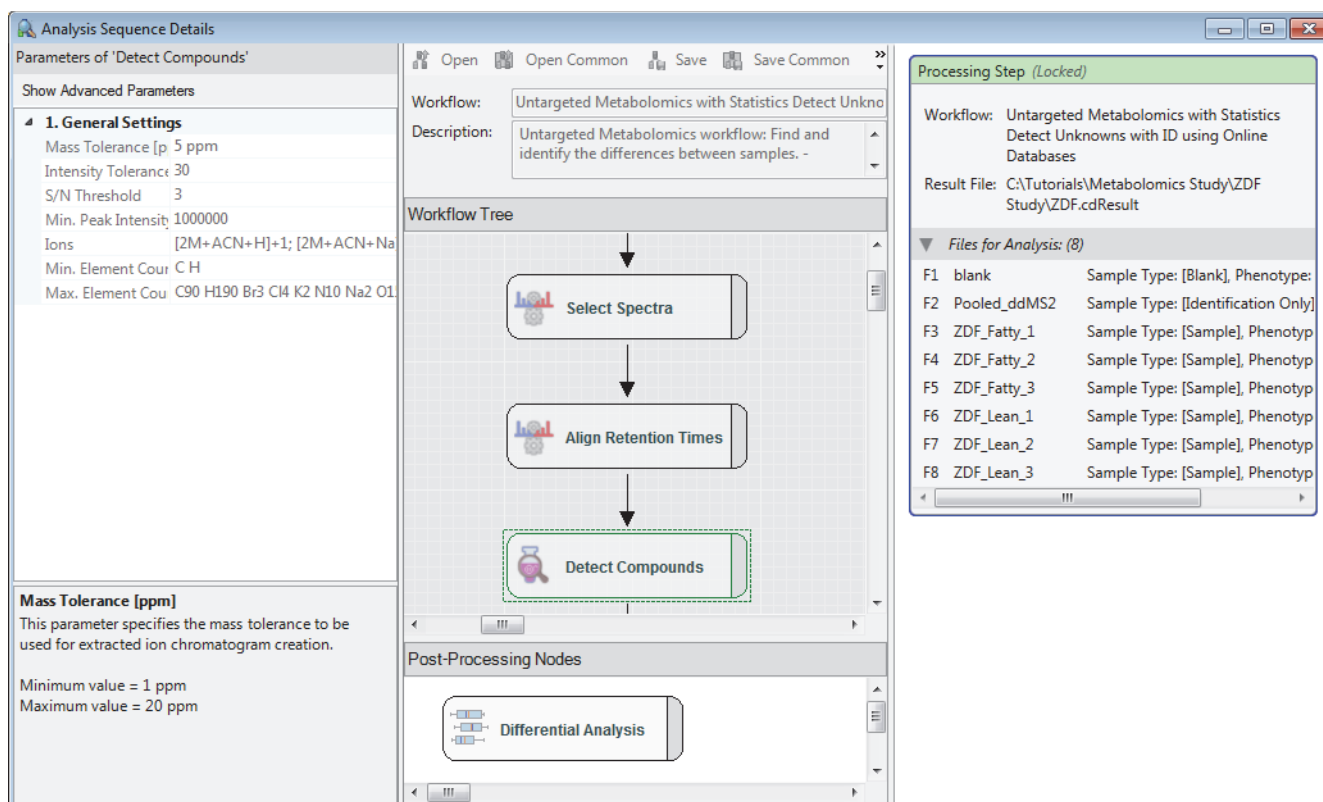 Analysis Sequence Details
Parameters of 'Detect Compounds'
Show Advanced Parameters
1. General Settings
Mass Tolerance [p 5 ppm
Intensity Tolerance 30
S/N Threshold 3
Min. Peak Intensity 1000000
Ions [2M+ACN+H]+1; [2M+ACN+Na
Min. Element Cour C H
Max. Element Cou C90 H190 Br3 Cl4 K2 N10 Na2 O1
Mass Tolerance [ppm]
This parameter specifies the mass tolerance to be
used for extracted ion chromatogram creation.
Minimum value = 1 ppm
Maximum value = 20 ppm
Open Open Common Save Save Common
Workflow: Untargeted Metabolomics with Statistics Detect Unkno
Description: Untargeted Metabolomics workflow: Find and
identify the differences between samples. -
Workflow Tree
Select Spectra
Align Retention Times
Detect Compounds
Post-Processing Nodes
Differential Analysis
Processing Step (Locked)
Workflow: Untargeted Metabolomics with Statistics
Detect Unknowns with ID using Online
Databases
Result File: C:\Tutorials\Metabolomics Study\ZDF
Study\ZDF.cdResult
Files for Analysis: (8)
F1 blank Sample Type: [Blank], Phenotype:
F2 Pooled_ddMS2 Sample Type: [Identification Only]
F3 ZDF_Fatty_1 Sample Type: [Sample], Phenotyp
F4 ZDF_Fatty_2 Sample Type: [Sample], Phenotyp
F5 ZDF_Fatty_3 Sample Type: [Sample], Phenotyp
F6 ZDF_Lean_1 Sample Type: [Sample], Phenotyp
F7 ZDF_Lean_2 Sample Type: [Sample], Phenotyp
F8 ZDF_Lean_3 Sample Type: [Sample], Phenotyp